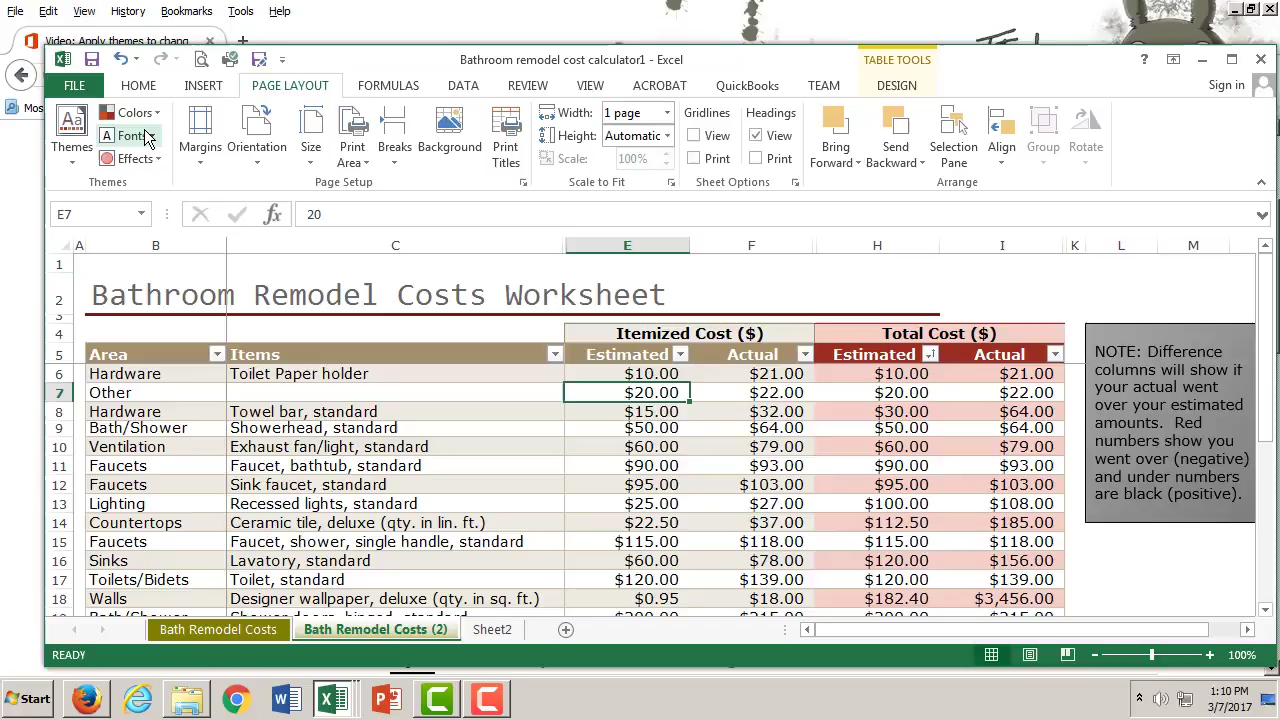 File Edit View History Bookmarks Tools Help
Video: Apply themes to chang
Bathroom remodel cost calculator1 - Excel
TABLE TOOLS
FILE HOME INSERT PAGE LAYOUT FORMULAS DATA REVIEW VIEW ACROBAT QuickBooks TEAM DESIGN Sign in
Mos
Themes Colors Fonts Effects
Margins Orientation Size Print Area Breaks Background Print Titles
Width: 1 page
Height: Automatic
Scale: 100%
Gridlines View Print
Headings View Print
Bring Forward Send Backward Selection Pane Align Group Rotate
Themes Page Setup Scale to Fit Sheet Options Arrange
E7 fx 20
A B C E F H I K L M
1
2 Bathroom Remodel Costs Worksheet
3
4 Itemized Cost ($) Total Cost ($)
5 Area Items Estimated Actual Estimated Actual
6 Hardware Toilet Paper holder $10.00 $21.00 $10.00 $21.00
7 Other $20.00 $22.00 $20.00 $22.00
8 Hardware Towel bar, standard $15.00 $32.00 $30.00 $64.00
9 Bath/Shower Showerhead, standard $50.00 $64.00 $50.00 $64.00
10 Ventilation Exhaust fan/light, standard $60.00 $79.00 $60.00 $79.00
11 Faucets Faucet, bathtub, standard $90.00 $93.00 $90.00 $93.00
12 Faucets Sink faucet, standard $95.00 $103.00 $95.00 $103.00
13 Lighting Recessed lights, standard $25.00 $27.00 $100.00 $108.00
14 Countertops Ceramic tile, deluxe (qty. in lin. ft.) $22.50 $37.00 $112.50 $185.00
15 Faucets Faucet, shower, single handle, standard $115.00 $118.00 $115.00 $118.00
16 Sinks Lavatory, standard $60.00 $78.00 $120.00 $156.00
17 Toilets/Bidets Toilet, standard $120.00 $139.00 $120.00 $139.00
18 Walls Designer wallpaper, deluxe (qty. in sq. ft.) $0.95 $18.00 $182.40 $3,456.00
NOTE: Difference
columns will show if
your actual went
over your estimated
amounts. Red
numbers show you
went over (negative)
and under numbers
are black (positive).
Bath Remodel Costs Bath Remodel Costs (2) Sheet2
READY 100%
Start 1:10 PM
3/7/2017